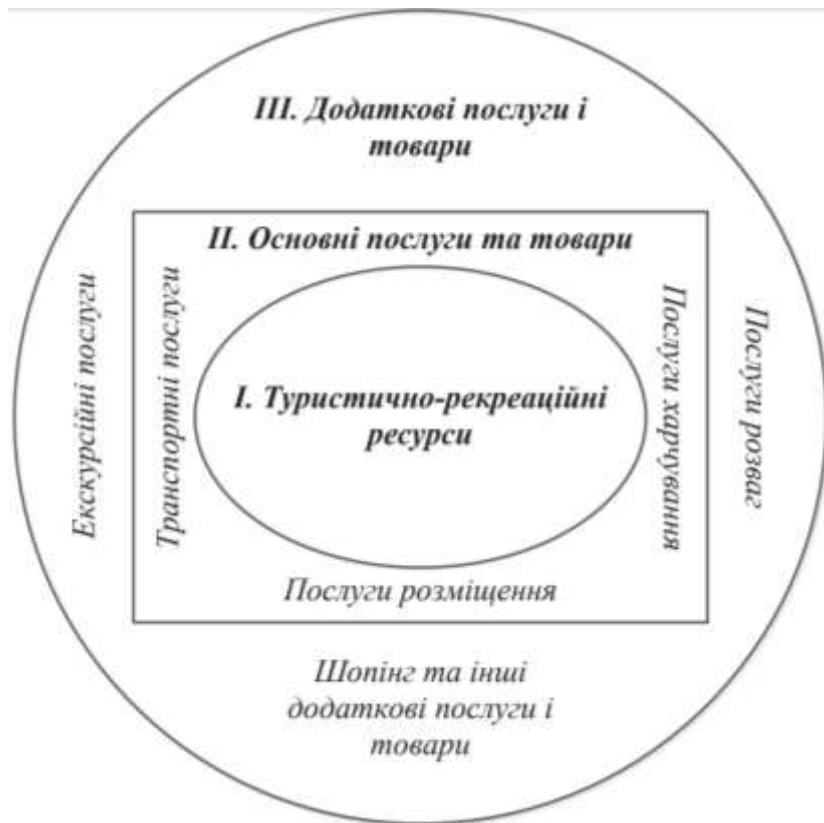 III. Додаткові послуги і
товари
II. Основні послуги та товари
Екскурсійні послуги
Транспортні послуги
I. Туристично-рекреаційні
ресурси
Послуги харчування
Послуги розваг
Послуги розміщення
Шопінг та інші
додаткові послуги і
товари